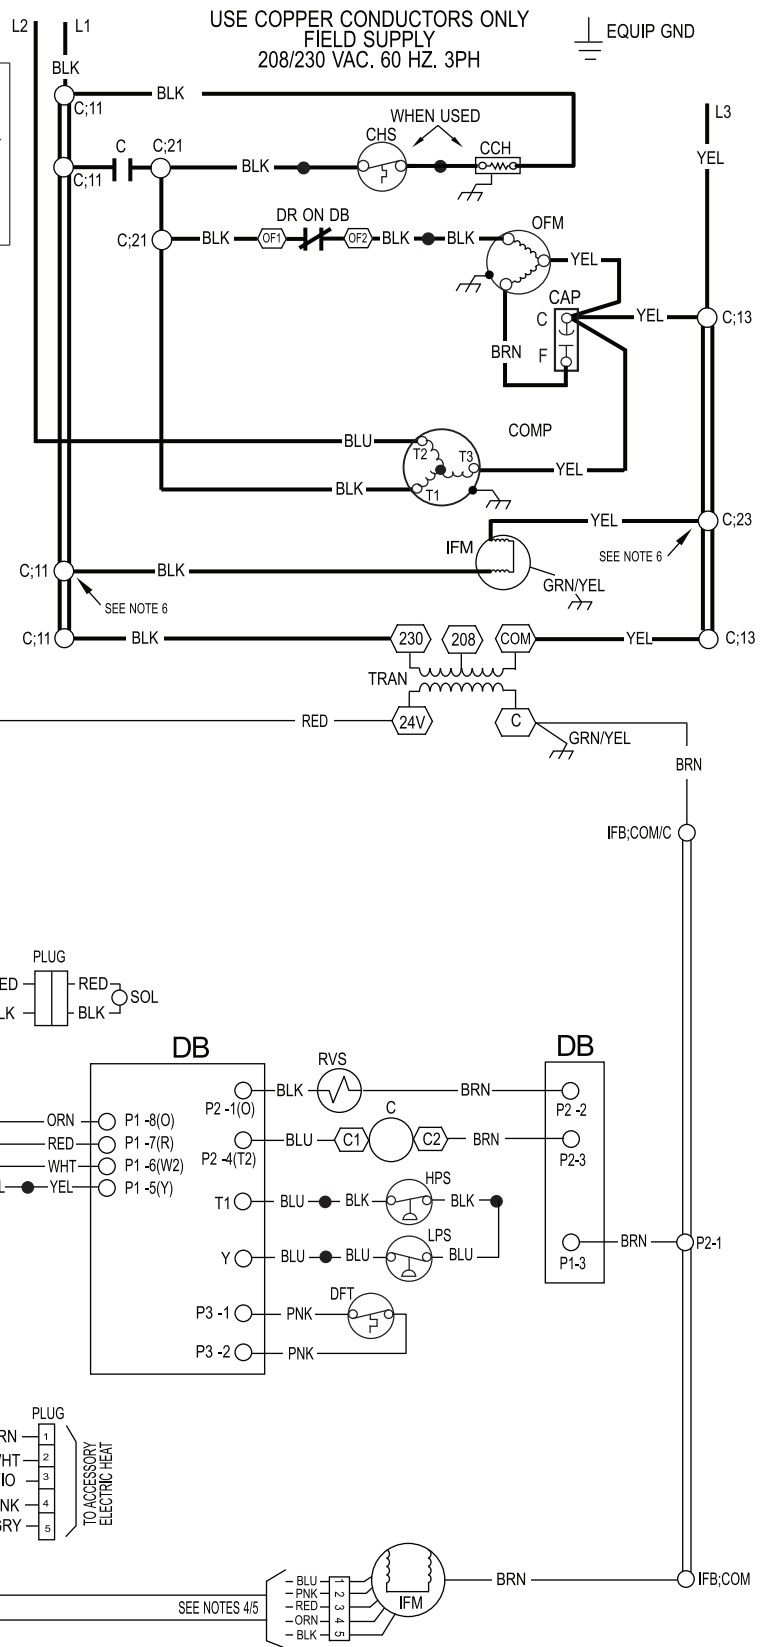 L2
L1
USE COPPER CONDUCTORS ONLY
FIELD SUPPLY
208/230 VAC. 60 HZ. 3PH
EQUIP GND
BLK
BLK
C;11
WHEN USED
L3
C
C;21
CHS
CCH
YEL
C;11
BLK
DR ON DB
OFM
C;21
BLK
OF1
OF2
BLK
BLK
YEL
CAP
C
YEL
C;13
BRN
F
COMP
BLU
T2
T3
YEL
BLK
T1
YEL
C;23
IFM
SEE NOTE 6
C;11
BLK
GRN/YEL
SEE NOTE 6
C;11
BLK
230
208
COM
YEL
C;13
TRAN
RED
24V
C
GRN/YEL
BRN
IFB;COM/C
PLUG
ED
RED
SOL
LK
BLK
DB
DB
RVS
BLK
BRN
P2 -1(O)
P2 -2
ORN
P1 -8(O)
C
RED
P1 -7(R)
BLU
C1
C2
BRN
P2 -4(T2)
P2-3
WHT
P1 -6(W2)
L
YEL
P1 -5(Y)
HPS
T1
BLU
BLK
BLK
LPS
BRN
P2-1
Y
BLU
BLU
BLU
P1-3
DFT
P3 -1
PNK
P3 -2
PNK
PLUG
RN
1
HT
2
IO
3
NK
4
GRY
5
TO ACCESSORY
ELECTRIC HEAT
SEE NOTES 4/5
BLU
1
PNK
2
RED
3
ORN
4
BLK
5
IFM
BRN
IFB;COM